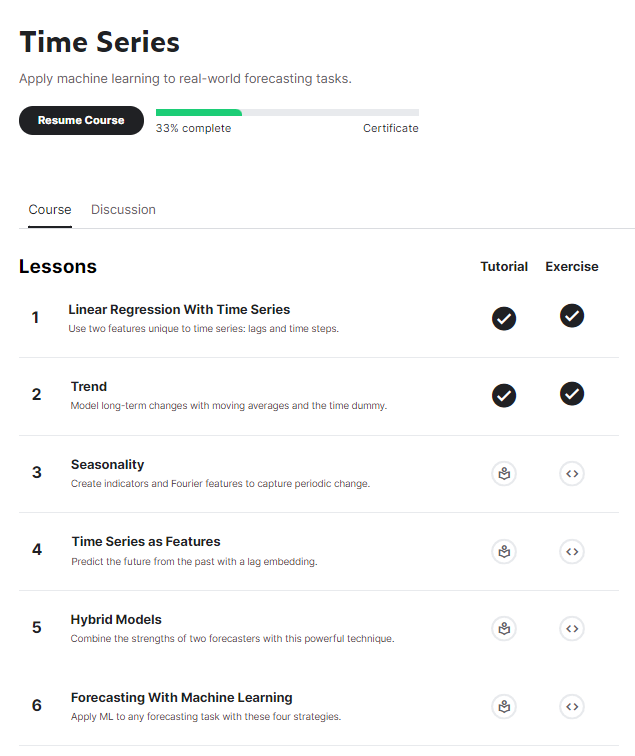 Time Series
Apply machine learning to real-world forecasting tasks.
Resume Course
33% complete Certificate
Course Discussion
Lessons Tutorial Exercise
1 Linear Regression With Time Series
Use two features unique to time series: lags and time steps.
2 Trend
Model long-term changes with moving averages and the time dummy.
3 Seasonality
Create indicators and Fourier features to capture periodic change.
4 Time Series as Features
Predict the future from the past with a lag embedding.
5 Hybrid Models
Combine the strengths of two forecasters with this powerful technique.
6 Forecasting With Machine Learning
Apply ML to any forecasting task with these four strategies.